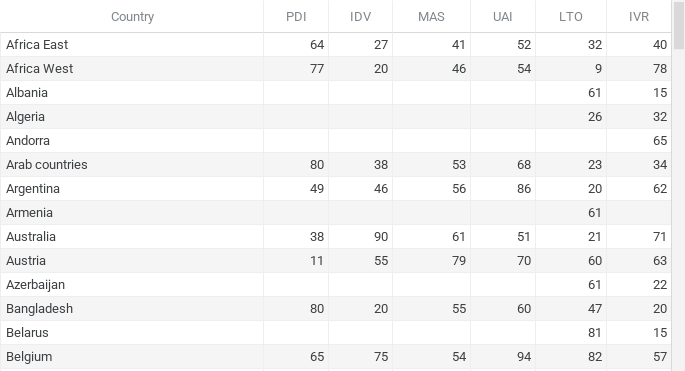 Country PDI IDV MAS UAI LTO IVR
Africa East 64 27 41 52 32 40
Africa West 77 20 46 54 9 78
Albania 61 15
Algeria 26 32
Andorra 65
Arab countries 80 38 53 68 23 34
Argentina 49 46 56 86 20 62
Armenia 61
Australia 38 90 61 51 21 71
Austria 11 55 79 70 60 63
Azerbaijan 61 22
Bangladesh 80 20 55 60 47 20
Belarus 81 15
Belgium 65 75 54 94 82 57